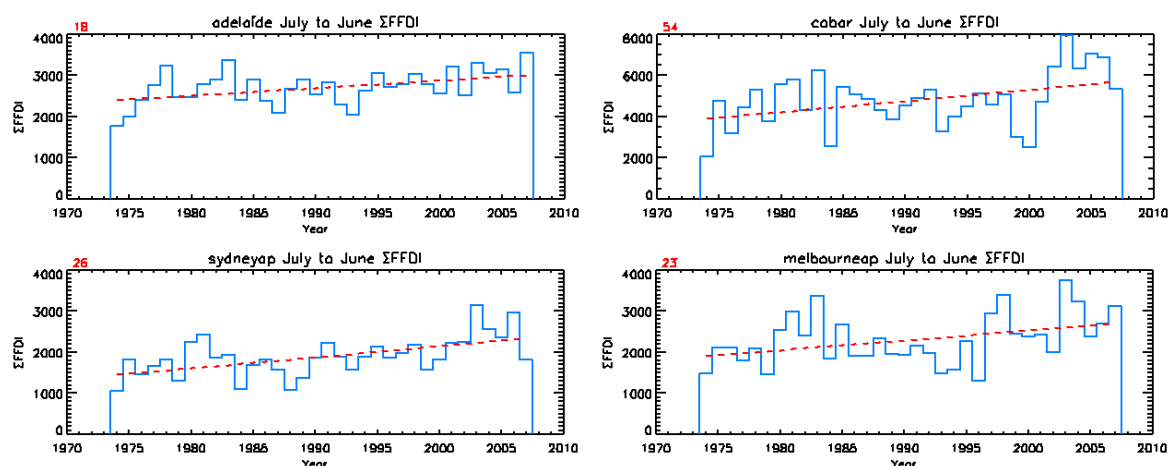 18
adelaide July to June ΣFFDI
4000
3000
2000
1000
0
ΣFFDI
1970 1975 1980 1985 1990 1995 2000 2005 2010
Year
54
cobar July to June ΣFFDI
6000
4000
2000
0
ΣFFDI
1970 1975 1980 1985 1990 1995 2000 2005 2010
Year
26
sydneyap July to June ΣFFDI
4000
3000
2000
1000
0
ΣFFDI
1970 1975 1980 1985 1990 1995 2000 2005 2010
Year
23
melbourneap July to June ΣFFDI
4000
3000
2000
1000
0
ΣFFDI
1970 1975 1980 1985 1990 1995 2000 2005 2010
Year